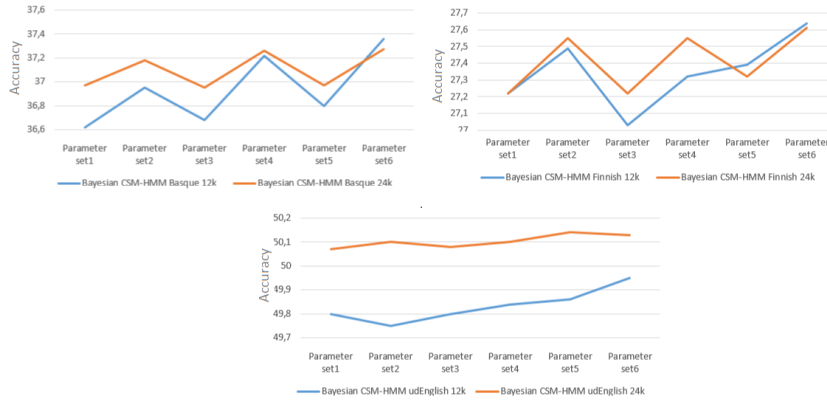 37,6
37,4
37,2
37
36,8
36,6
Accuracy
Parameter set1
Parameter set2
Parameter set3
Parameter set4
Parameter set5
Parameter set6
Bayesian CSM-HMM Basque 12k
Bayesian CSM-HMM Basque 24k
27,7
27,6
27,5
27,4
27,3
27,2
27,1
27
Accuracy
Parameter set1
Parameter set2
Parameter set3
Parameter set4
Parameter set5
Parameter set6
Bayesian CSM-HMM Finnish 12k
Bayesian CSM-HMM Finnish 24k
50,2
50,1
50
49,9
49,8
49,7
Accuracy
Parameter set1
Parameter set2
Parameter set3
Parameter set4
Parameter set5
Parameter set6
Bayesian CSM-HMM udEnglish 12k
Bayesian CSM-HMM udEnglish 24k